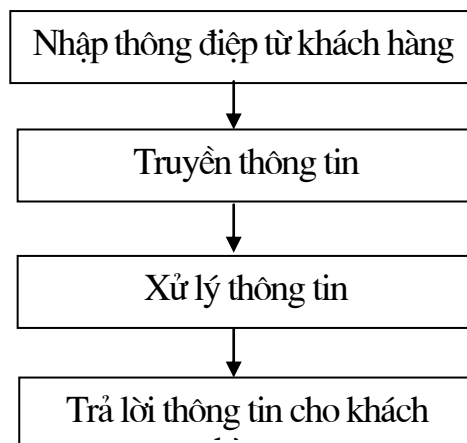 Nhập thông điệp từ khách hàng
Truyền thông tin
Xử lý thông tin
Trả lời thông tin cho khách